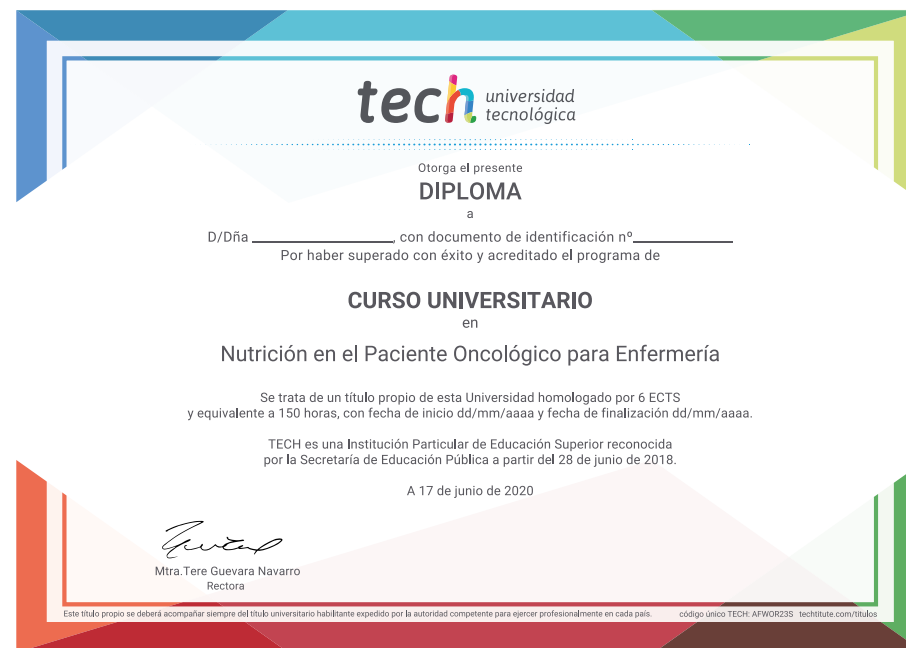 tech universidad
tecnológica
Otorga el presente
DIPLOMA
a
D/Dña ____________________, con documento de identificación nº______________
Por haber superado con éxito y acreditado el programa de
CURSO UNIVERSITARIO
en
Nutrición en el Paciente Oncológico para Enfermería
Se trata de un título propio de esta Universidad homologado por 6 ECTS
y equivalente a 150 horas, con fecha de inicio dd/mm/aaaa y fecha de finalización dd/mm/aaaa.
TECH es una Institución Particular de Educación Superior reconocida
por la Secretaría de Educación Pública a partir del 28 de junio de 2018.
A 17 de junio de 2020
Mtra.Tere Guevara Navarro
Rectora
Este título propio se deberá acompañar siempre del título universitario habilitante expedido por la autoridad competente para ejercer profesionalmente en cada país. código único TECH: AFWOR23S techtitute.com/titulos